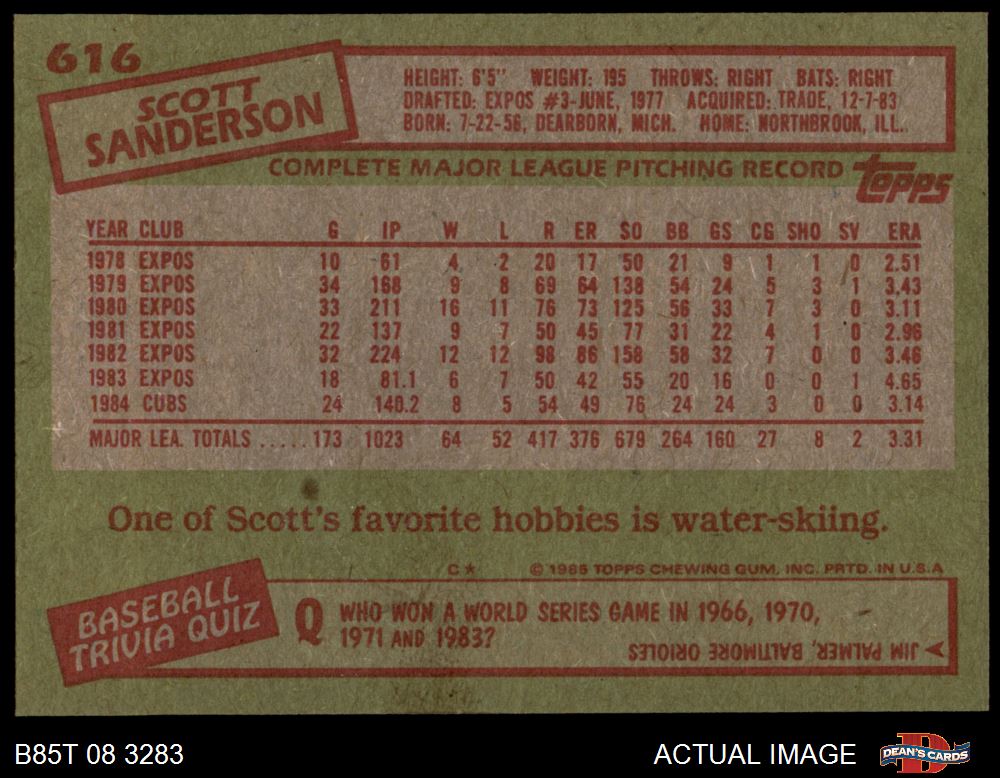 616
SCOTT
SANDERSON
HEIGHT: 6'5" WEIGHT: 195 THROWS: RIGHT BATS: RIGHT
DRAFTED: EXPOS #3-JUNE, 1977 ACQUIRED: TRADE, 12-7-83
BORN: 7-22-56, DEARBORN, MICH. HOME: NORTHBROOK, ILL.
COMPLETE MAJOR LEAGUE PITCHING RECORD
topps
YEAR CLUB G IP W L R ER SO BB GS CG SHO SV ERA
1978 EXPOS 10 61 4 2 20 17 50 21 9 1 1 0 2.51
1979 EXPOS 34 168 9 8 69 64 138 54 24 5 3 1 3.43
1980 EXPOS 33 211 16 11 76 73 125 56 33 7 3 0 3.11
1981 EXPOS 22 137 9 7 50 45 77 31 22 4 1 0 2.96
1982 EXPOS 32 224 12 12 98 86 158 58 32 7 0 0 3.46
1983 EXPOS 18 81.1 6 7 50 42 55 20 16 0 0 1 4.65
1984 CUBS 24 140.2 8 5 54 49 76 24 24 3 0 0 3.14
MAJOR LEA. TOTALS .....173 1023 64 52 417 376 679 264 160 27 8 2 3.31
One of Scott's favorite hobbies is water-skiing.
C* © 1985 TOPPS CHEWING GUM, INC. PRTD. IN U.S.A
BASEBALL
TRIVIA QUIZ
Q WHO WON A WORLD SERIES GAME IN 1966, 1970,
1971 AND 1983?
JIM PALMER, BALTIMORE ORIOLES
B85T 08 3283
ACTUAL IMAGE
DEAN'S CARDS